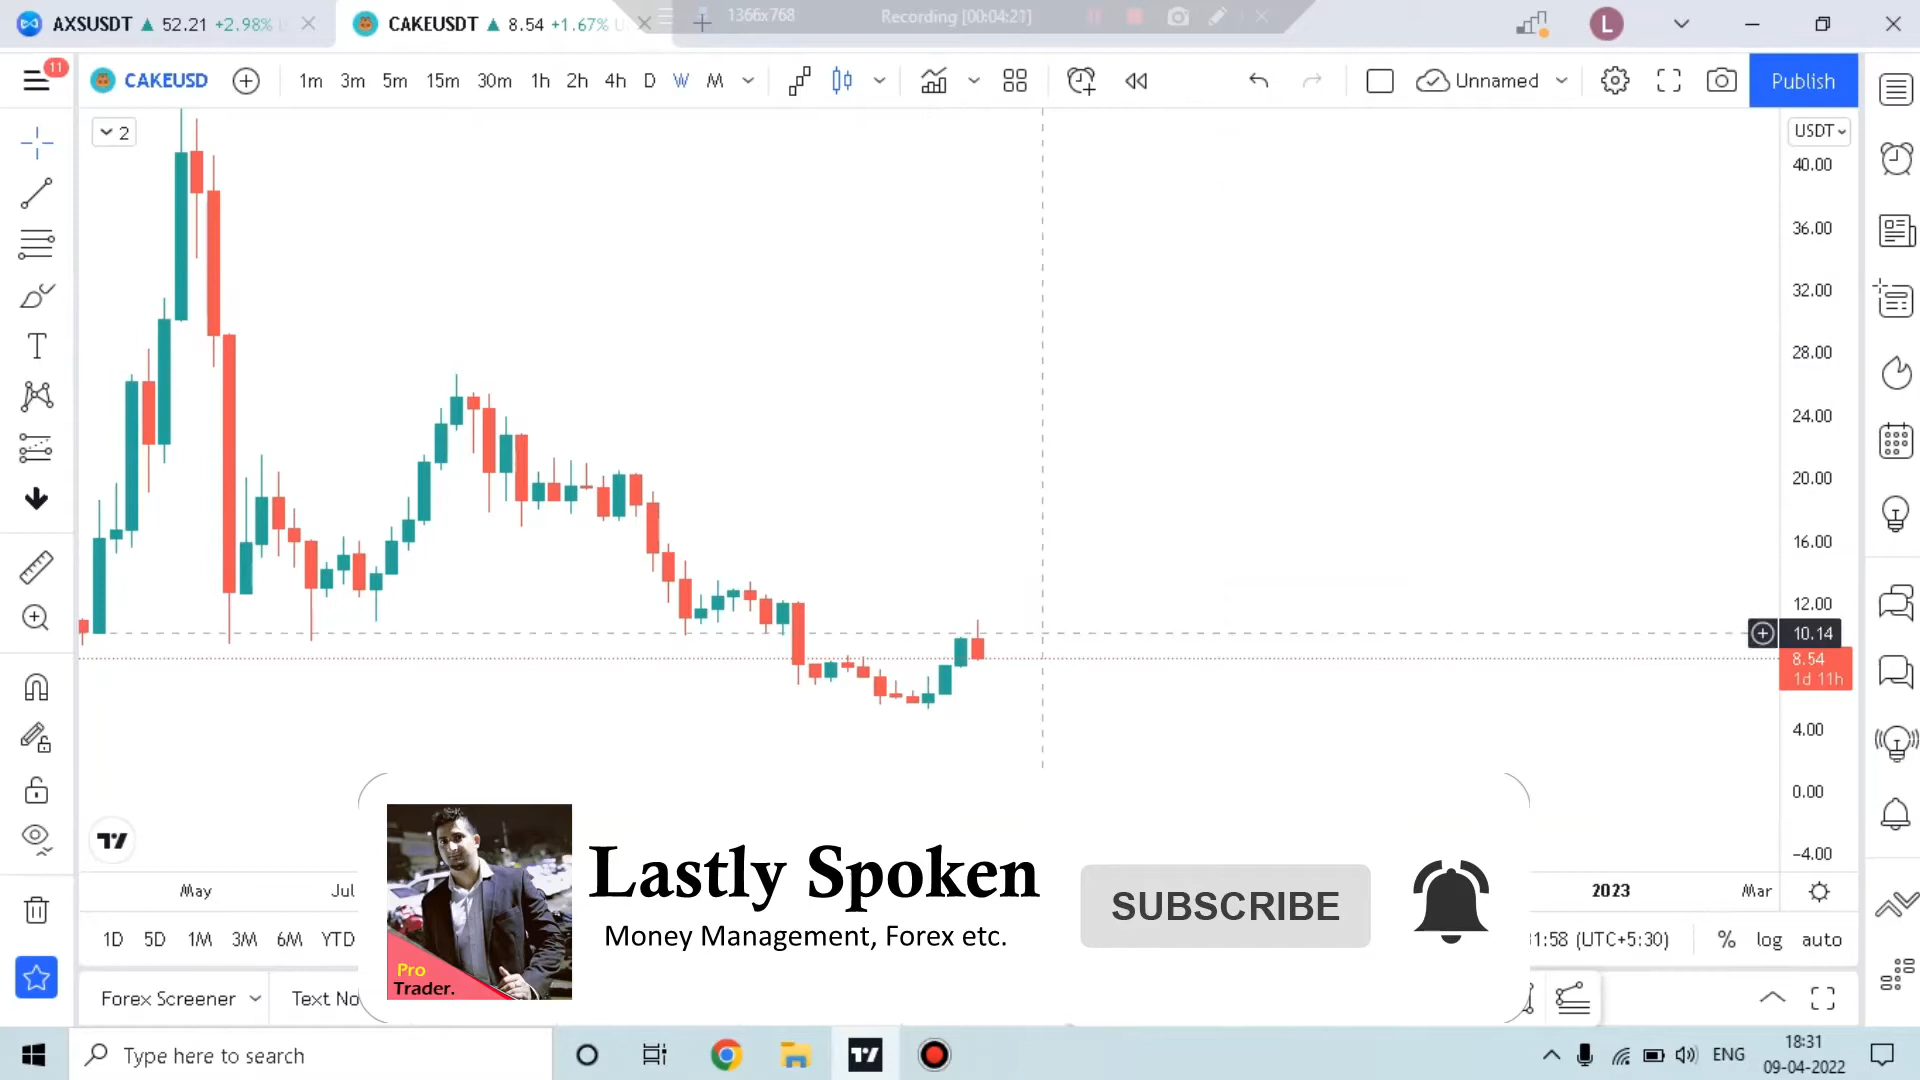 AXSUSDT ▲ 52.21 +2.98%
CAKEUSDT ▲ 8.54 +1.67%
1366x768
Recording [00:04:21]
L
11
CAKEUSD
1m 3m 5m 15m 30m 1h 2h 4h D W M
Unnamed
Publish
2
USDT
40.00
36.00
32.00
28.00
24.00
20.00
16.00
12.00
10.14
8.54
1d 11h
4.00
0.00
−4.00
T
May
Jul
2023
Mar
1D 5D 1M 3M 6M YTD
1:58 (UTC+5:30)
% log auto
Forex Screener
Text No
Pro
Trader.
Lastly Spoken
Money Management, Forex etc.
SUBSCRIBE
Type here to search
ENG
18:31
09-04-2022